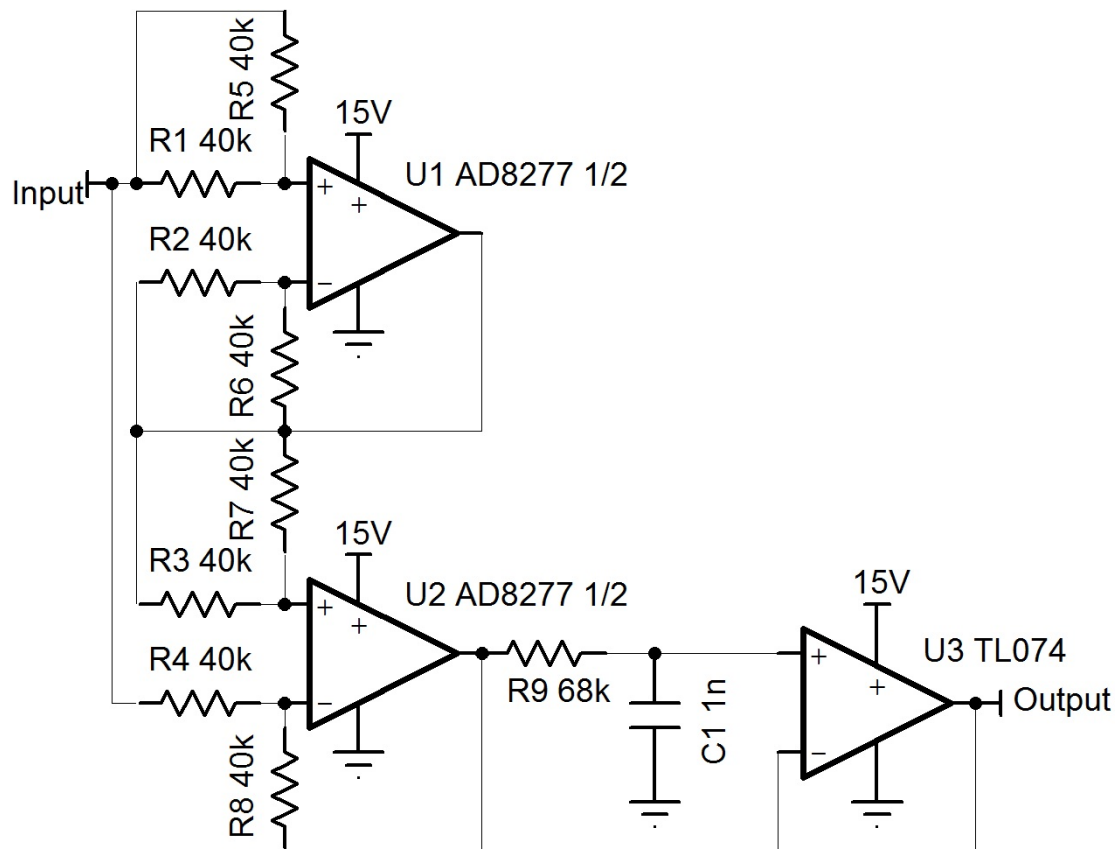 R5 40k
15V
R1 40k
U1 AD8277 1/2
Input
+
+
R2 40k
−
R6 40k
R7 40k
15V
R3 40k
U2 AD8277 1/2
15V
+
+
R4 40k
U3 TL074
+
R9 68k
+
−
C1 1n
Output
R8 40k
−